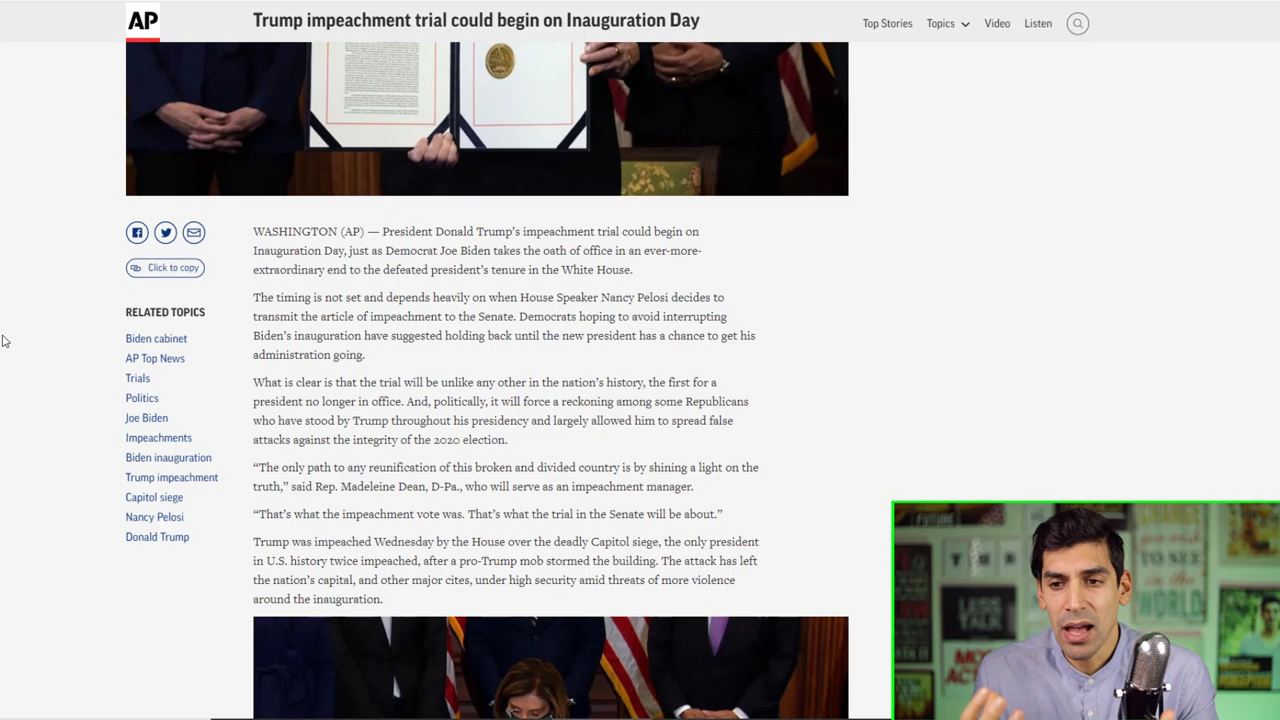 AP
Trump impeachment trial could begin on Inauguration Day
Top Stories
Topics
Video
Listen
Click to copy
RELATED TOPICS
Biden cabinet
AP Top News
Trials
Politics
Joe Biden
Impeachments
Biden inauguration
Trump impeachment
Capitol siege
Nancy Pelosi
Donald Trump
WASHINGTON (AP) — President Donald Trump’s impeachment trial could begin on
Inauguration Day, just as Democrat Joe Biden takes the oath of office in an ever-more-
extraordinary end to the defeated president’s tenure in the White House.
The timing is not set and depends heavily on when House Speaker Nancy Pelosi decides to
transmit the article of impeachment to the Senate. Democrats hoping to avoid interrupting
Biden’s inauguration have suggested holding back until the new president has a chance to get his
administration going.
What is clear is that the trial will be unlike any other in the nation’s history, the first for a
president no longer in office. And, politically, it will force a reckoning among some Republicans
who have stood by Trump throughout his presidency and largely allowed him to spread false
attacks against the integrity of the 2020 election.
“The only path to any reunification of this broken and divided country is by shining a light on the
truth,” said Rep. Madeleine Dean, D-Pa., who will serve as an impeachment manager.
“That’s what the impeachment vote was. That’s what the trial in the Senate will be about.”
Trump was impeached Wednesday by the House over the deadly Capitol siege, the only president
in U.S. history twice impeached, after a pro-Trump mob stormed the building. The attack has left
the nation’s capital, and other major cites, under high security amid threats of more violence
around the inauguration.
LESS
TALK
WORLD